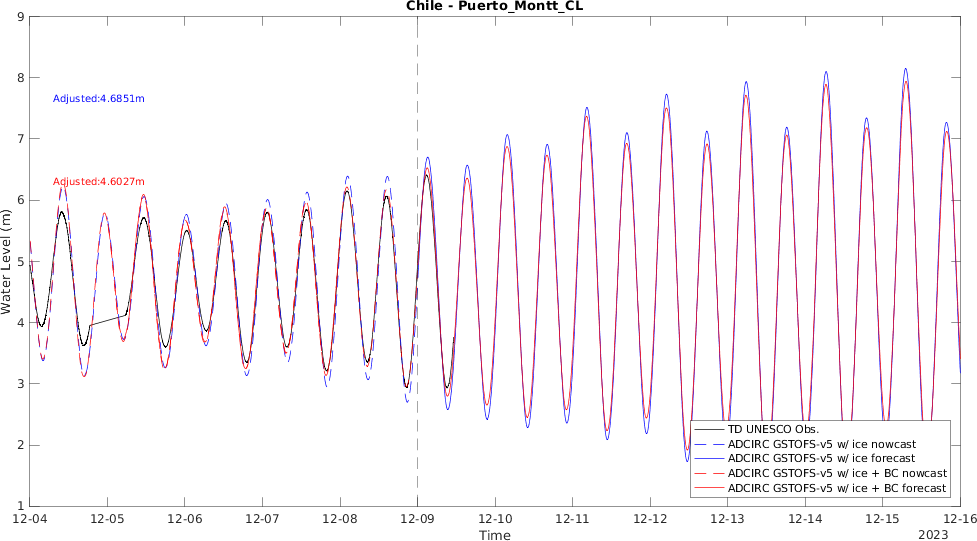 Chile - Puerto_Montt_CL
9
8
7
6
5
4
3
2
1
Water Level (m)
Adjusted:4.6851m
Adjusted:4.6027m
TD UNESCO Obs.
ADCIRC GSTOFS-v5 w/ ice nowcast
ADCIRC GSTOFS-v5 w/ ice forecast
ADCIRC GSTOFS-v5 w/ ice + BC nowcast
ADCIRC GSTOFS-v5 w/ ice + BC forecast
12-04 12-05 12-06 12-07 12-08 12-09 12-10 12-11 12-12 12-13 12-14 12-15 12-16
Time
2023